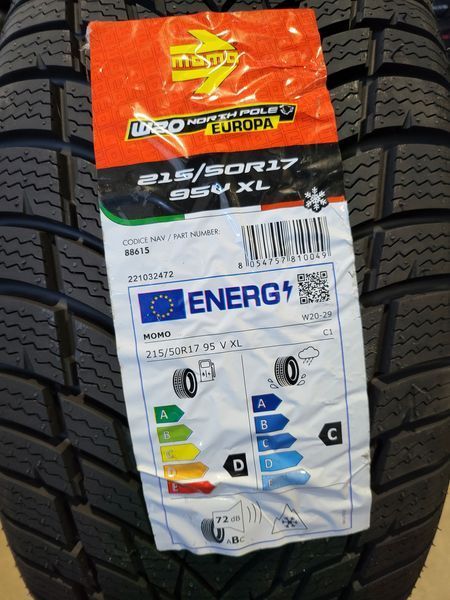 MOMO
W20 NORTH POLE
EUROPA
215/50R17
95V XL
CODICE NAV / PART NUMBER:
88615
8 054757 810049
221032472
ENERG
MOMO
W20-29
215/50R17 95 V XL
C1
A
B
C
D
E
D
A
B
C
D
E
C
72 dB
ABC